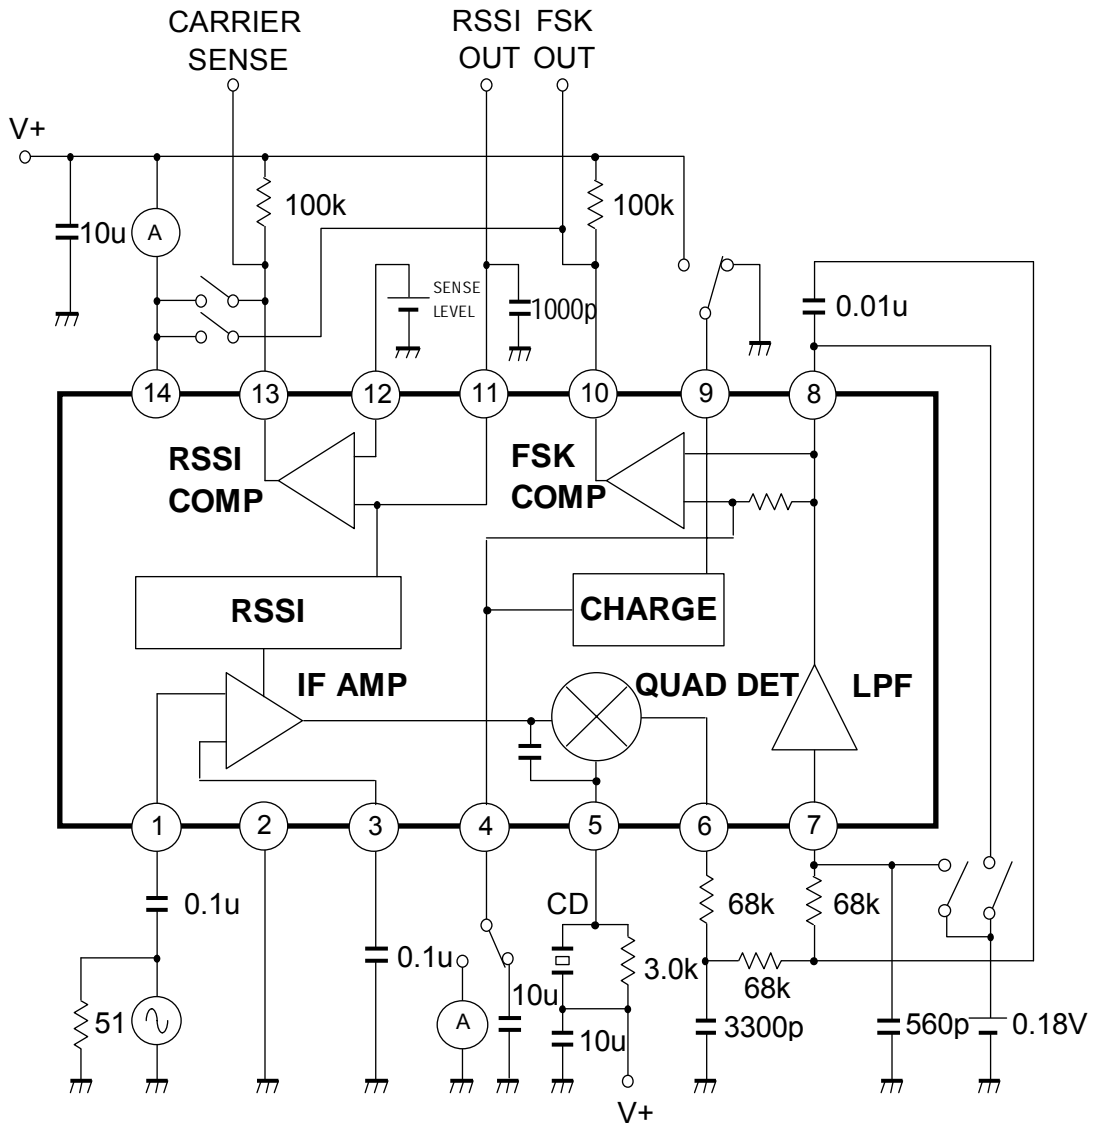 CARRIER
SENSE
RSSI
OUT
FSK
OUT
V+
10u
A
100k
100k
SENSE
LEVEL
1000p
0.01u
14
13
12
11
10
9
8
RSSI
COMP
FSK
COMP
RSSI
CHARGE
IF AMP
QUAD DET
LPF
1
2
3
4
5
6
7
0.1u
51
0.1u
A
10u
CD
3.0k
10u
V+
68k
68k
68k
3300p
560p
0.18V